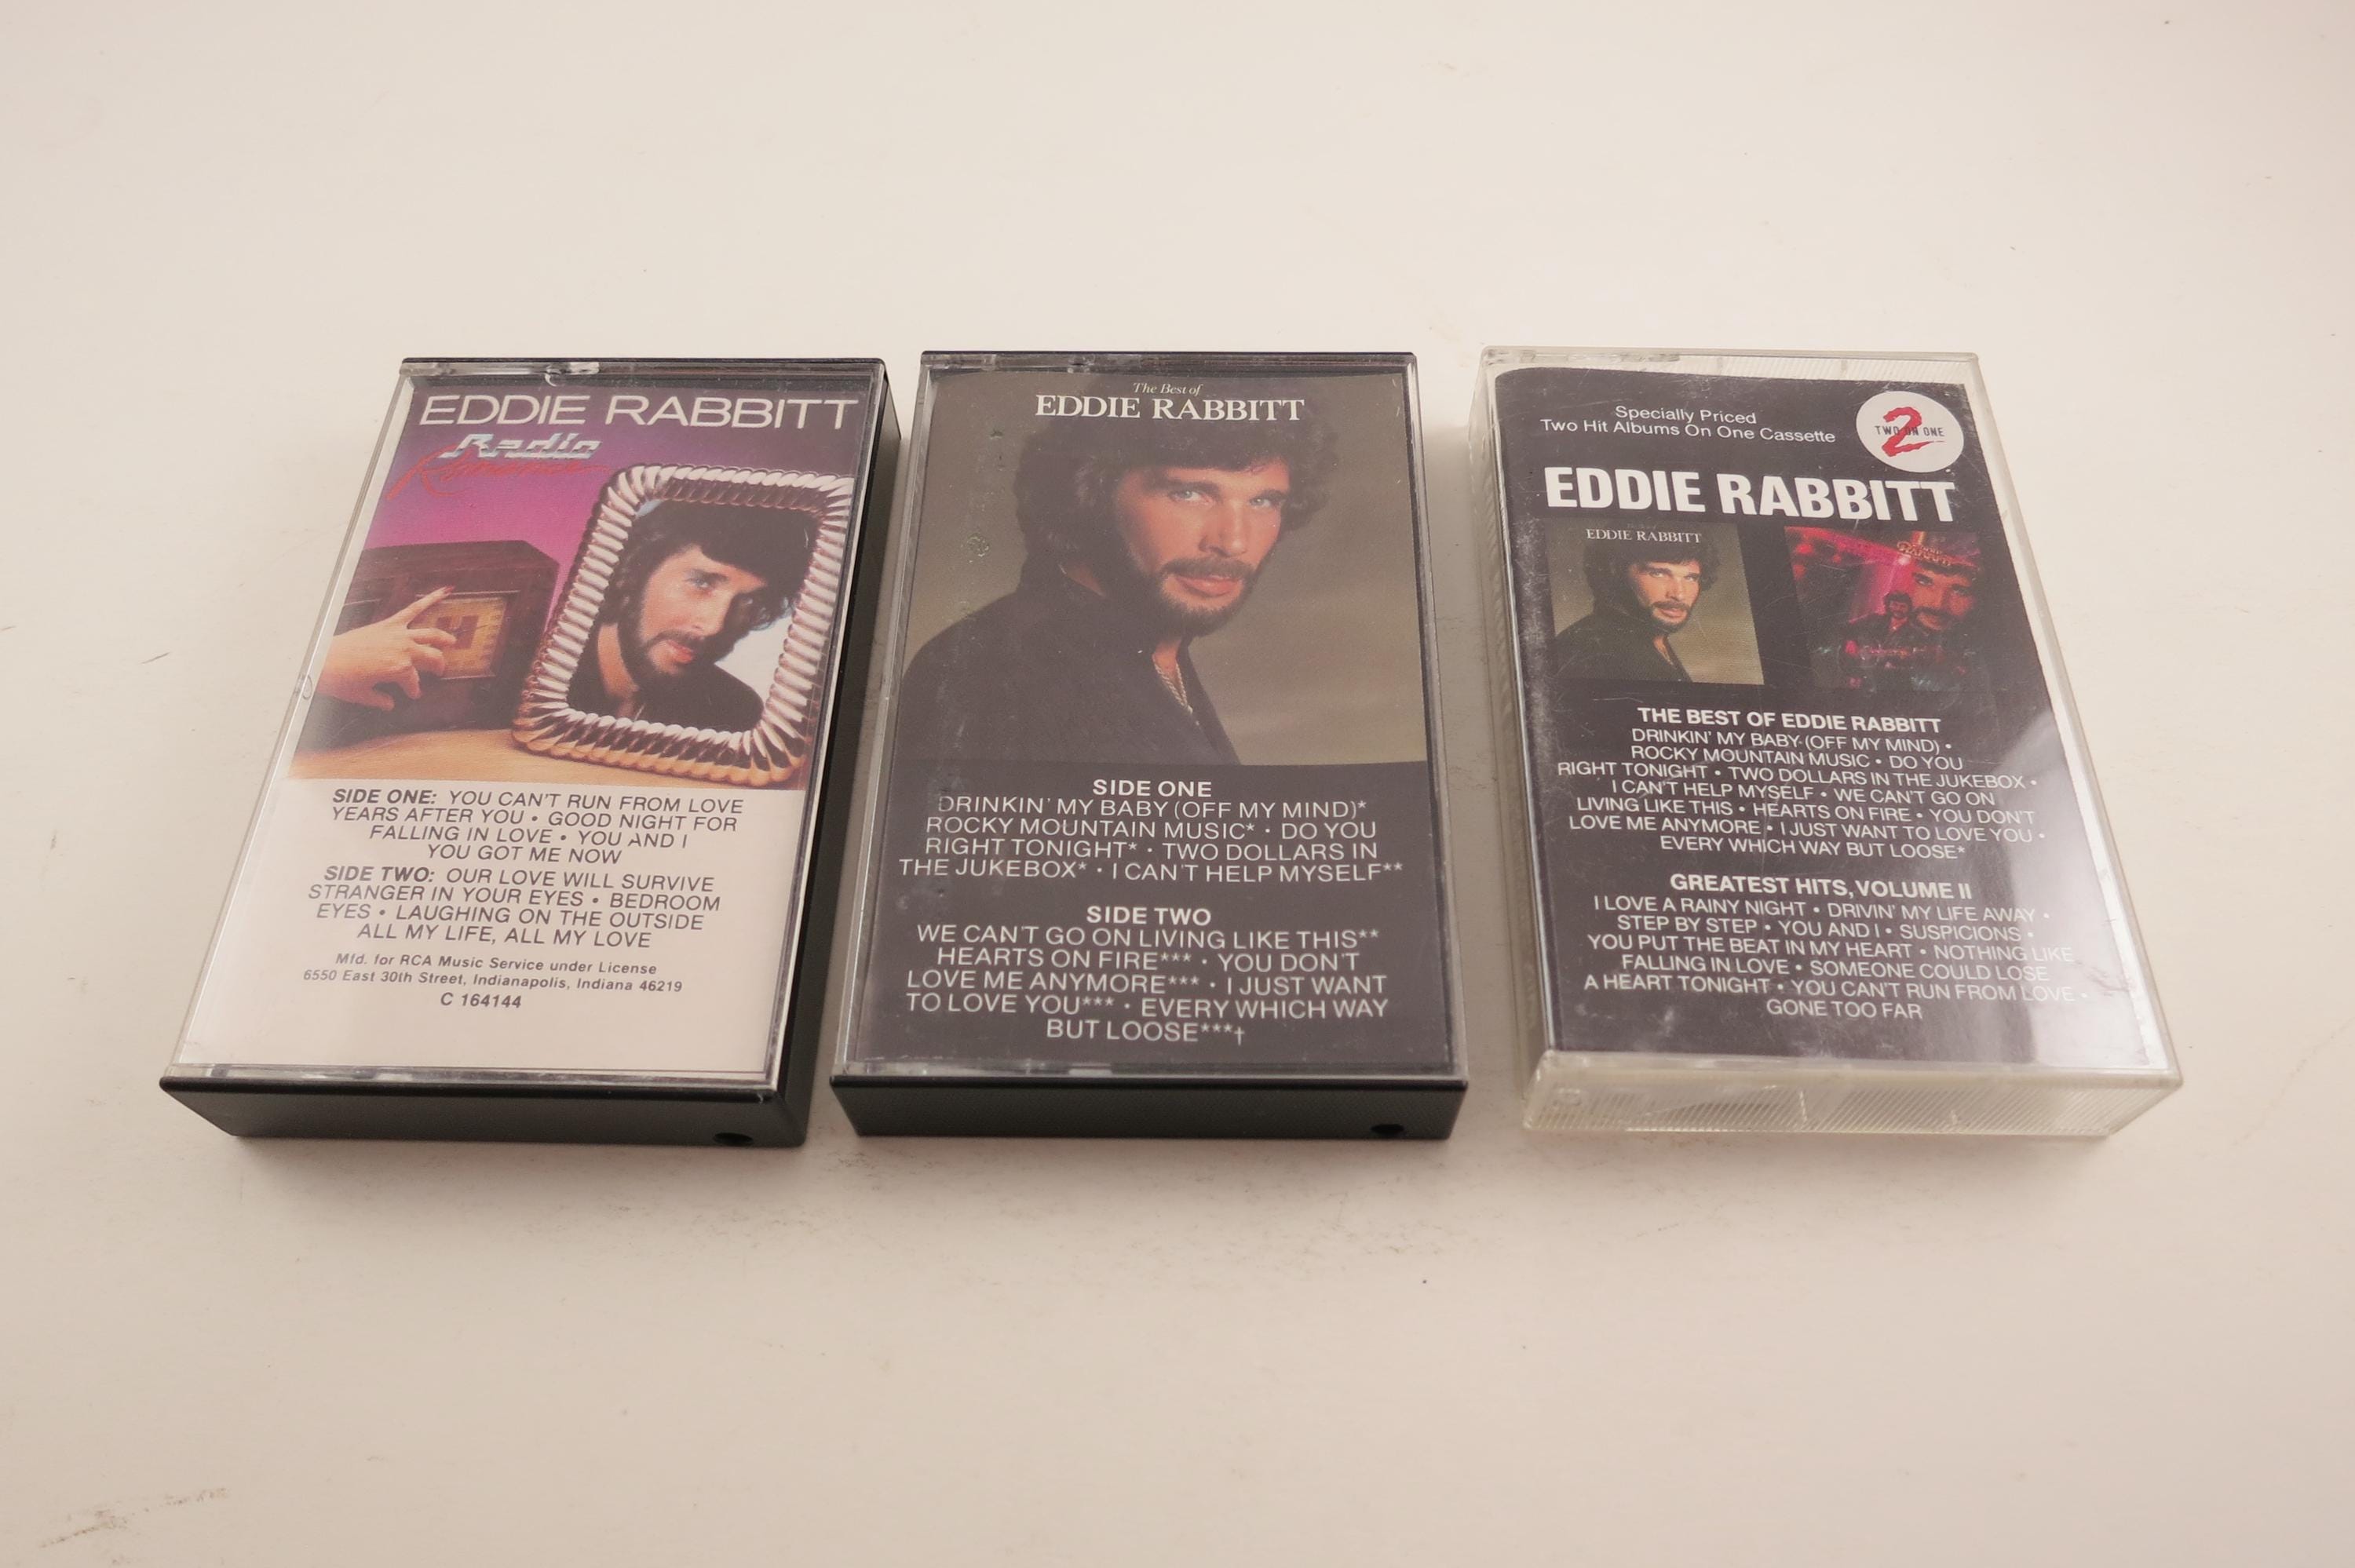 EDDIE RABBITT
Radio
Romance
SIDE ONE: YOU CAN'T RUN FROM LOVE
YEARS AFTER YOU • GOOD NIGHT FOR
FALLING IN LOVE • YOU AND I
YOU GOT ME NOW
SIDE TWO: OUR LOVE WILL SURVIVE
STRANGER IN YOUR EYES • BEDROOM
EYES • LAUGHING ON THE OUTSIDE
ALL MY LIFE, ALL MY LOVE
Mfd. for RCA Music Service under License
6550 East 30th Street, Indianapolis, Indiana 46219
C 164144
The Best of
EDDIE RABBITT
SIDE ONE
DRINKIN' MY BABY (OFF MY MIND)*
ROCKY MOUNTAIN MUSIC* • DO YOU
RIGHT TONIGHT* • TWO DOLLARS IN
THE JUKEBOX* • I CAN'T HELP MYSELF**
SIDE TWO
WE CAN'T GO ON LIVING LIKE THIS**
HEARTS ON FIRE*** • YOU DON'T
LOVE ME ANYMORE*** • I JUST WANT
TO LOVE YOU*** • EVERY WHICH WAY
BUT LOOSE***†
Specially Priced
Two Hit Albums On One Cassette
2
TWO ON ONE
EDDIE RABBITT
EDDIE RABBITT
THE BEST OF EDDIE RABBITT
DRINKIN' MY BABY (OFF MY MIND) •
ROCKY MOUNTAIN MUSIC • DO YOU
RIGHT TONIGHT • TWO DOLLARS IN THE JUKEBOX •
I CAN'T HELP MYSELF • WE CAN'T GO ON
LIVING LIKE THIS • HEARTS ON FIRE • YOU DON'T
LOVE ME ANYMORE • I JUST WANT TO LOVE YOU •
EVERY WHICH WAY BUT LOOSE*
GREATEST HITS, VOLUME II
I LOVE A RAINY NIGHT • DRIVIN' MY LIFE AWAY •
STEP BY STEP • YOU AND I • SUSPICIONS •
YOU PUT THE BEAT IN MY HEART • NOTHING LIKE
FALLING IN LOVE • SOMEONE COULD LOSE
A HEART TONIGHT • YOU CAN'T RUN FROM LOVE •
GONE TOO FAR